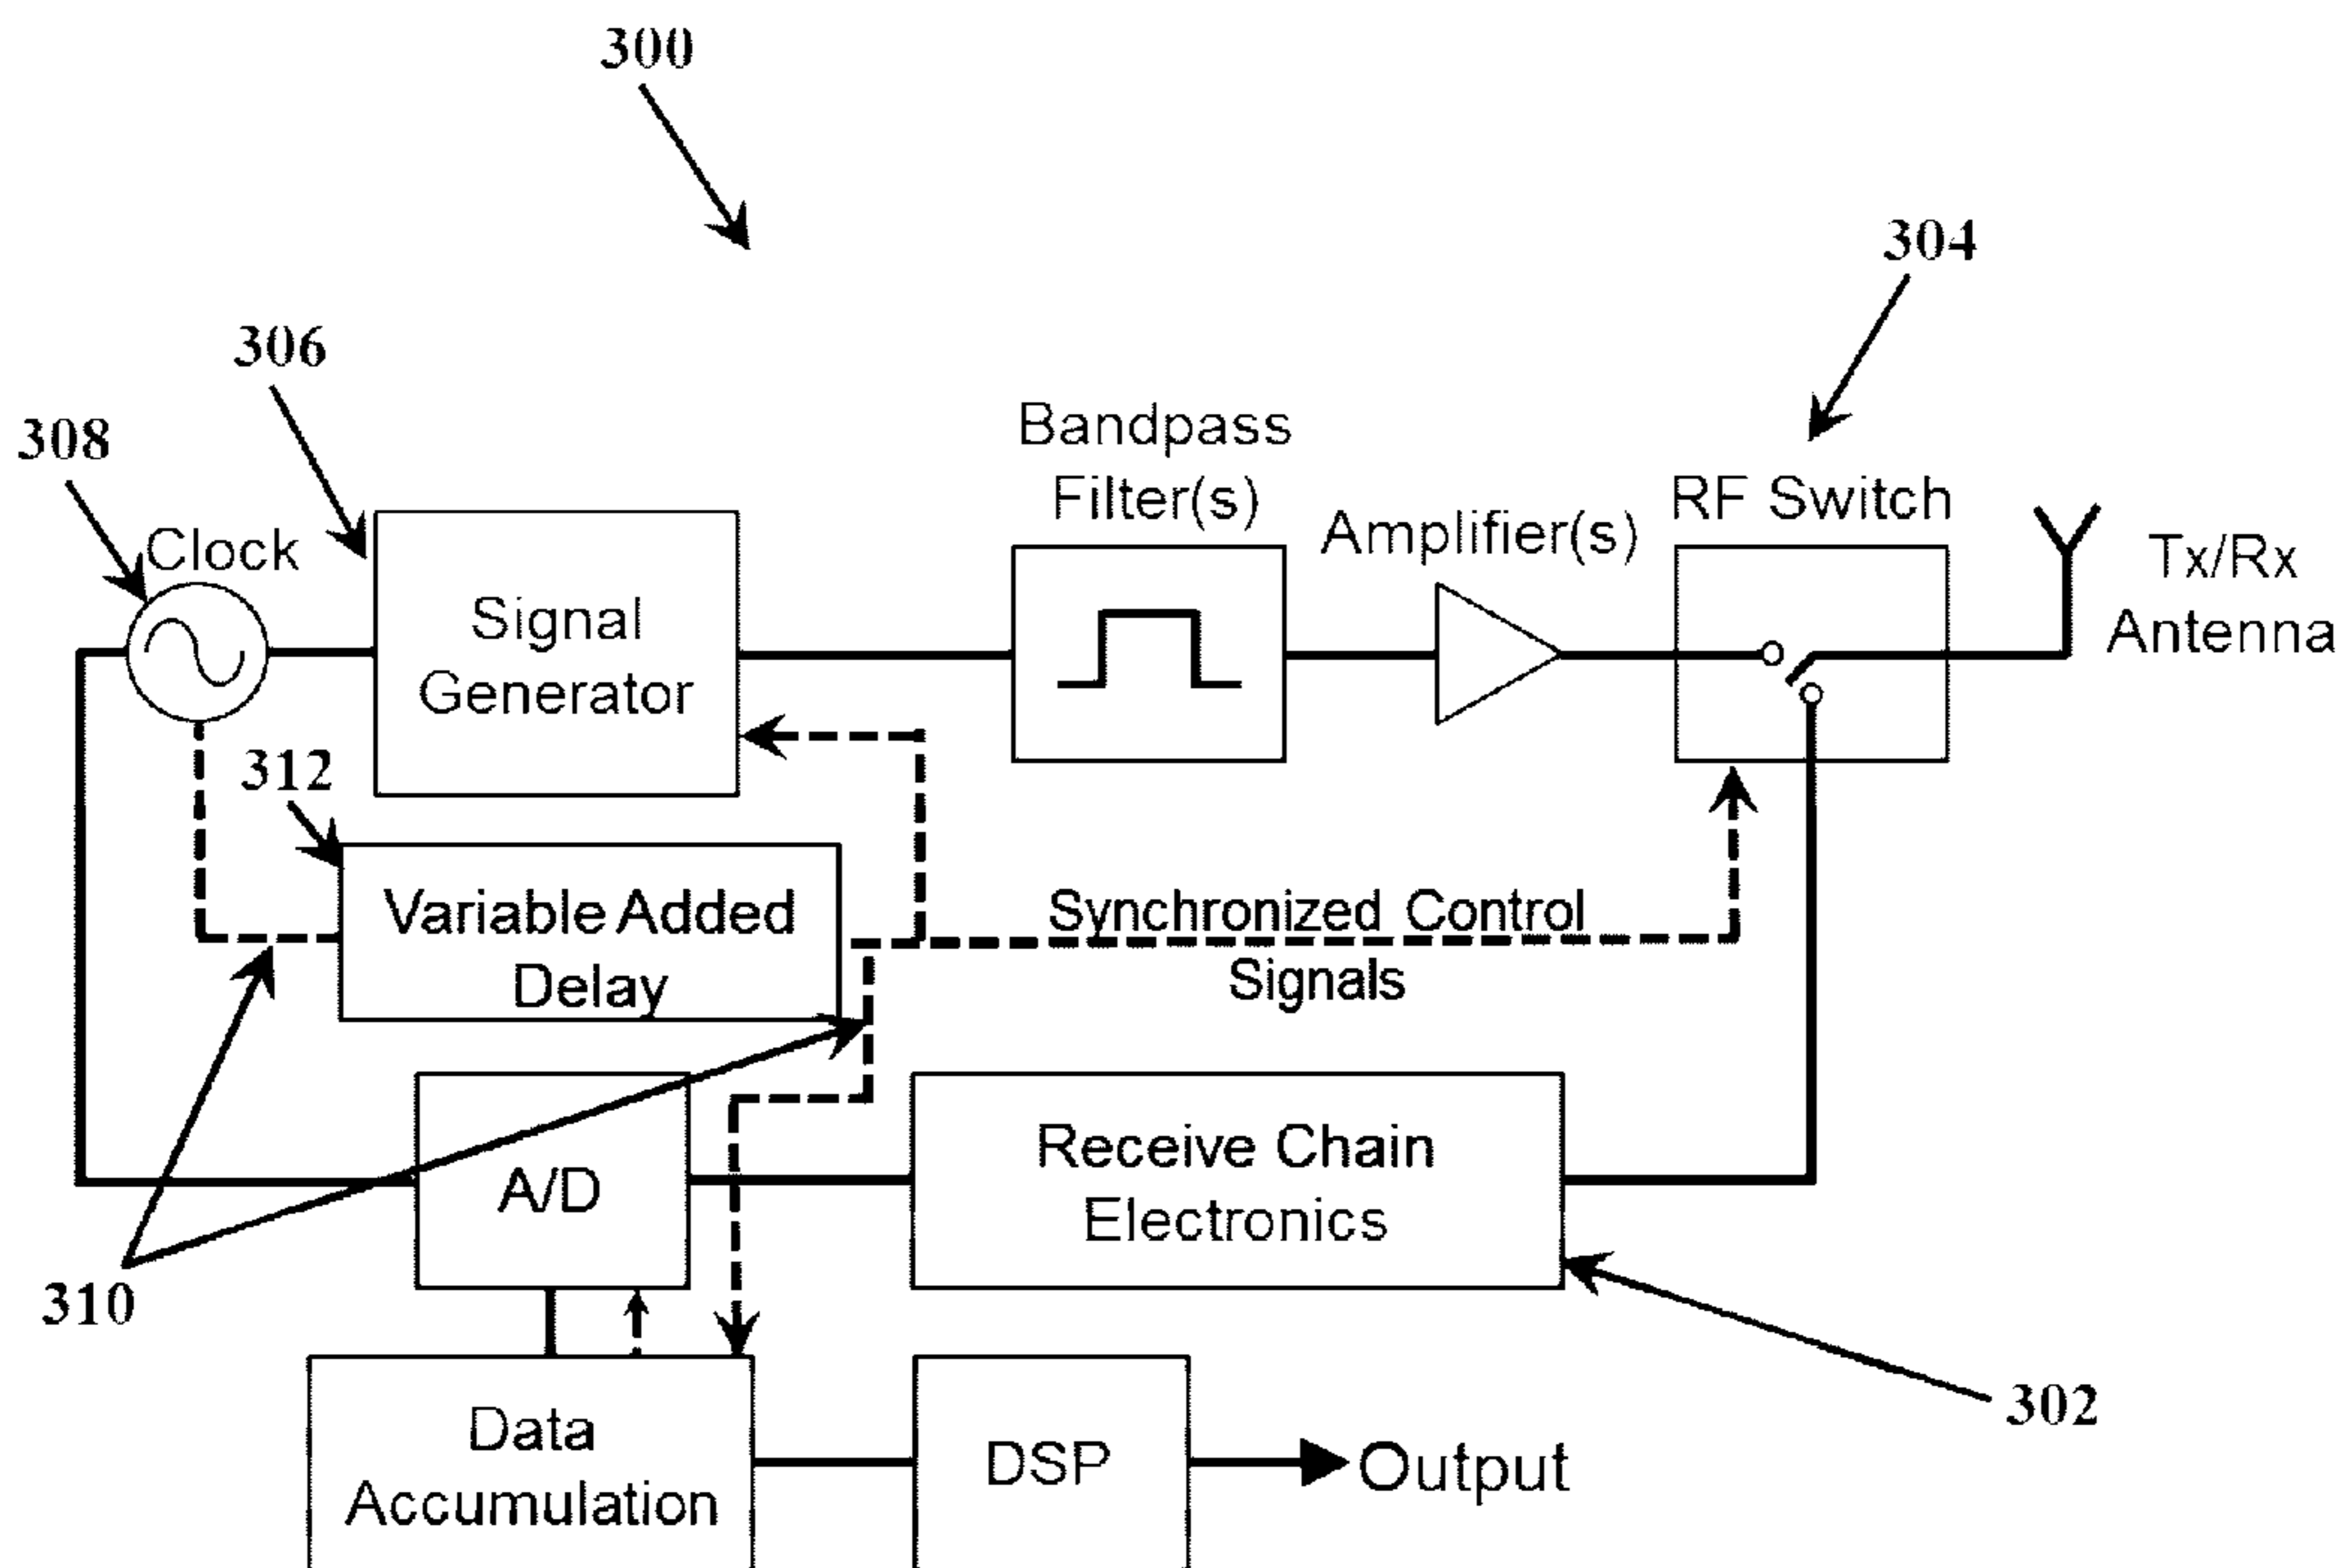 300
304
306
308
Clock
Signal
Generator
Bandpass
Filter(s)
Amplifier(s)
RF Switch
Tx/Rx
Antenna
312
Variable Added
Delay
Synchronized Control
Signals
A/D
Receive Chain
Electronics
310
302
Data
Accumulation
DSP
Output